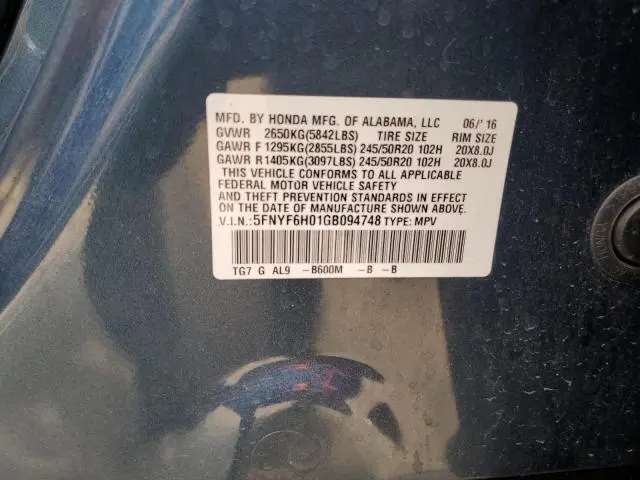 MFD. BY HONDA MFG. OF ALABAMA, LLC 06/'16
GVWR 2650KG(5842LBS) TIRE SIZE RIM SIZE
GAWR F 1295KG(2855LBS) 245/50R20 102H 20X8.0J
GAWR R 1405KG(3097LBS) 245/50R20 102H 20X8.0J
THIS VEHICLE CONFORMS TO ALL APPLICABLE
FEDERAL MOTOR VEHICLE SAFETY
AND THEFT PREVENTION STANDARDS IN EFFECT
ON THE DATE OF MANUFACTURE SHOWN ABOVE.
V.I.N.: 5FNYF6H01GB094748 TYPE: MPV
TG7 G AL9 -B600M -B -B